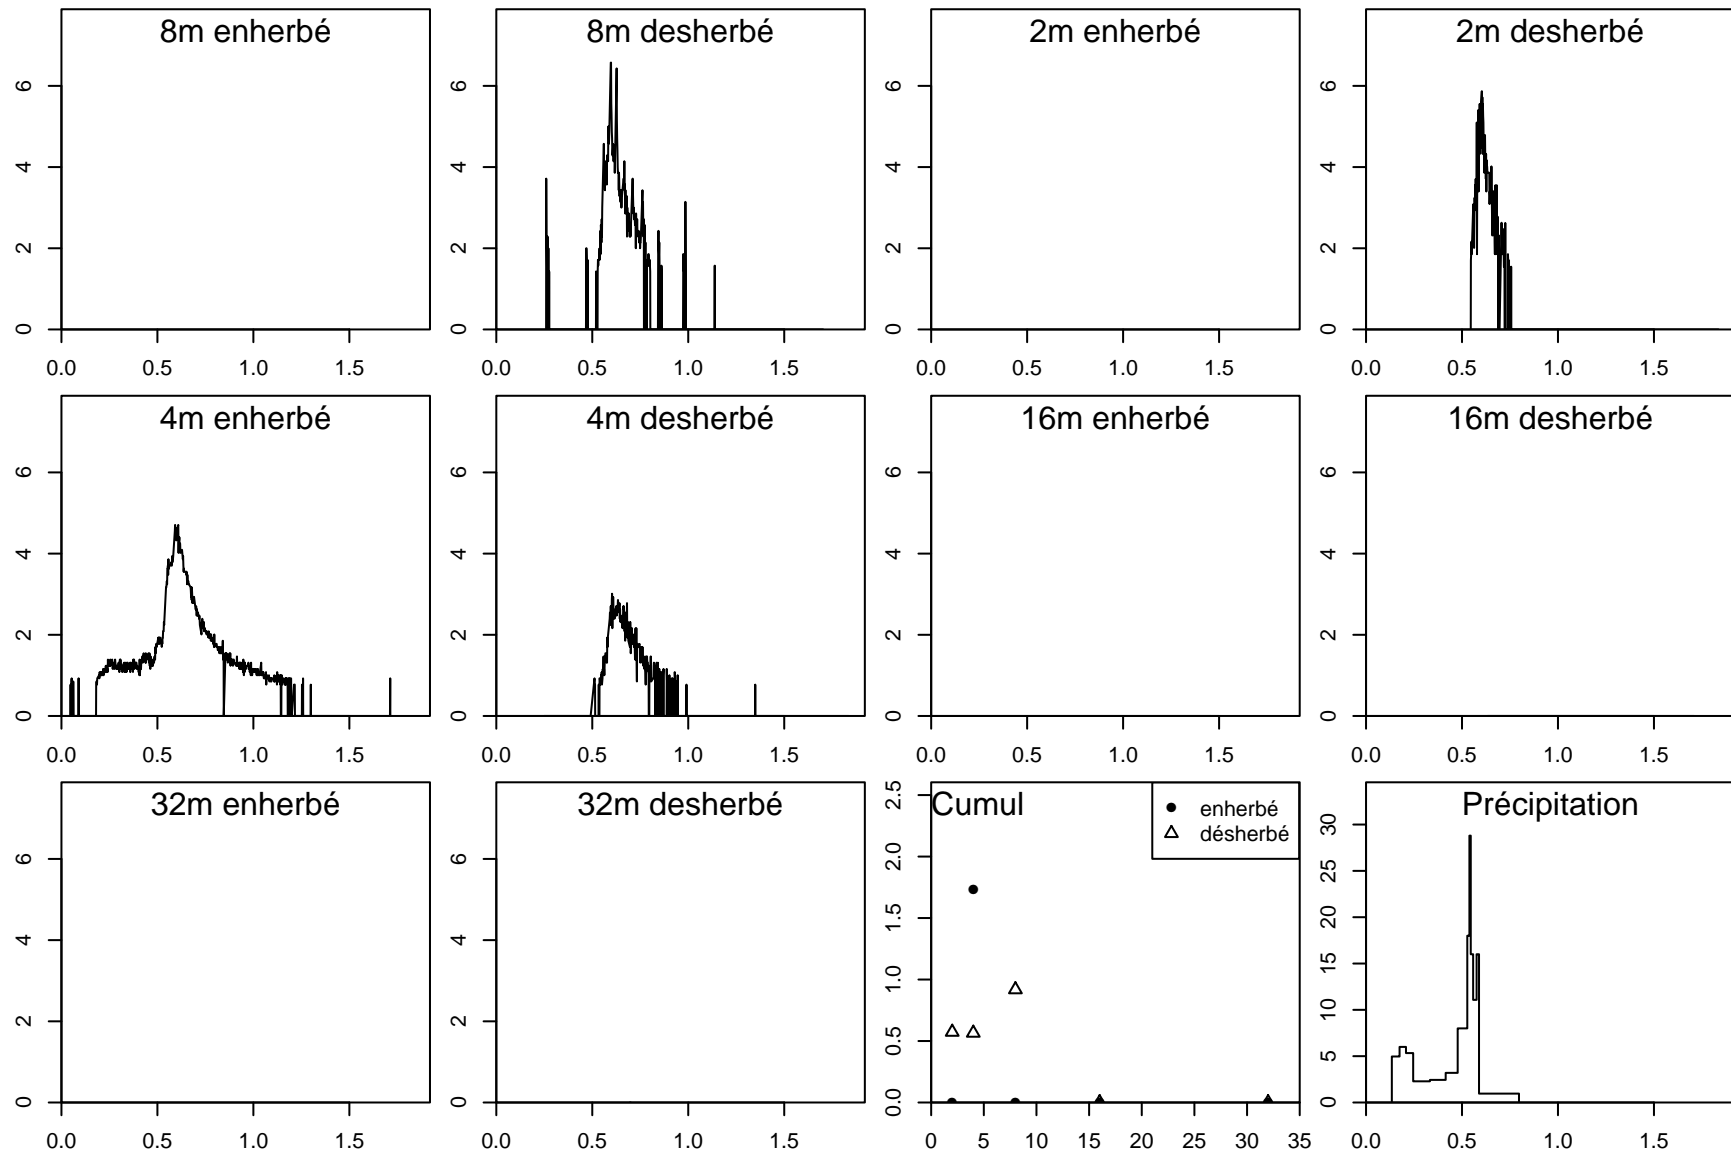 8m enherbé
8m desherbé
2m enherbé
2m desherbé
0 2 4 6
0.0 0.5 1.0 1.5
0 2 4 6
0.0 0.5 1.0 1.5
0 2 4 6
0.0 0.5 1.0 1.5
0 2 4 6
0.0 0.5 1.0 1.5
4m enherbé
4m desherbé
16m enherbé
16m desherbé
0 2 4 6
0.0 0.5 1.0 1.5
0 2 4 6
0.0 0.5 1.0 1.5
0 2 4 6
0.0 0.5 1.0 1.5
0 2 4 6
0.0 0.5 1.0 1.5
32m enherbé
32m desherbé
Cumul
enherbé
désherbé
Précipitation
0 2 4 6
0.0 0.5 1.0 1.5
0 2 4 6
0.0 0.5 1.0 1.5
0.0 0.5 1.0 1.5 2.0 2.5
0 5 10 15 20 25 30 35
0 5 10 15 20 25 30
0.0 0.5 1.0 1.5